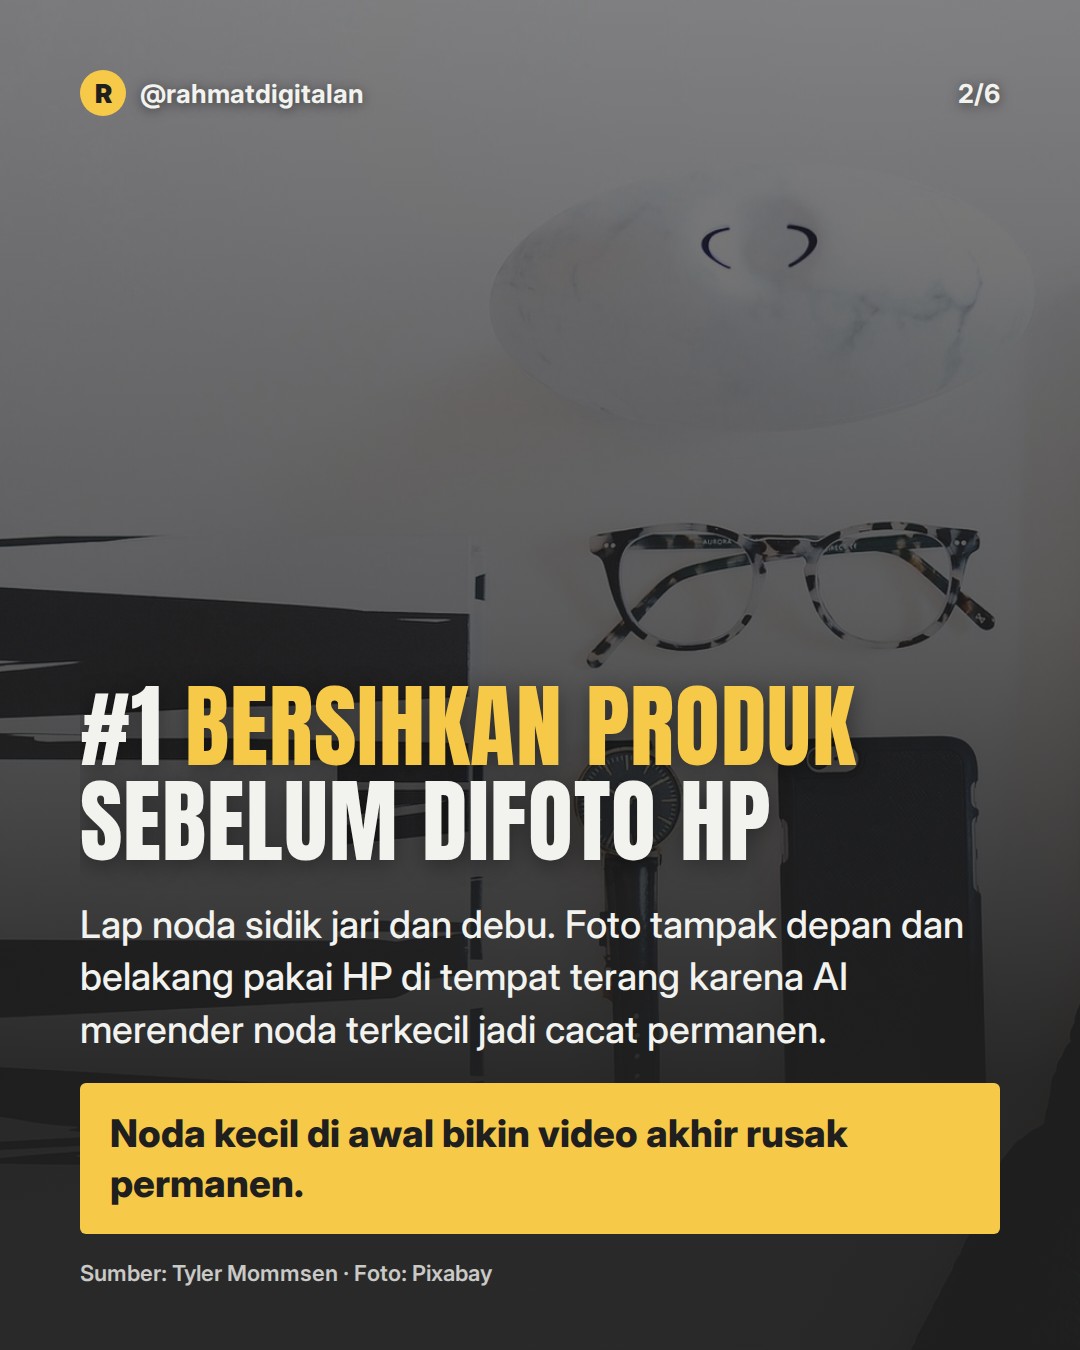 R @rahmatdigitalan
2/6
AURORA
#1 BERSIHKAN PRODUK
SEBELUM DIFOTO HP
Lap noda sidik jari dan debu. Foto tampak depan dan
belakang pakai HP di tempat terang karena AI
merender noda terkecil jadi cacat permanen.
Noda kecil di awal bikin video akhir rusak
permanen.
Sumber: Tyler Mommsen · Foto: Pixabay